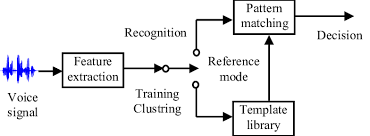 Pattern
matching
Recognition
Decision
Feature
extraction
Reference
mode
Voice
signal
Training
Clustring
Template
library